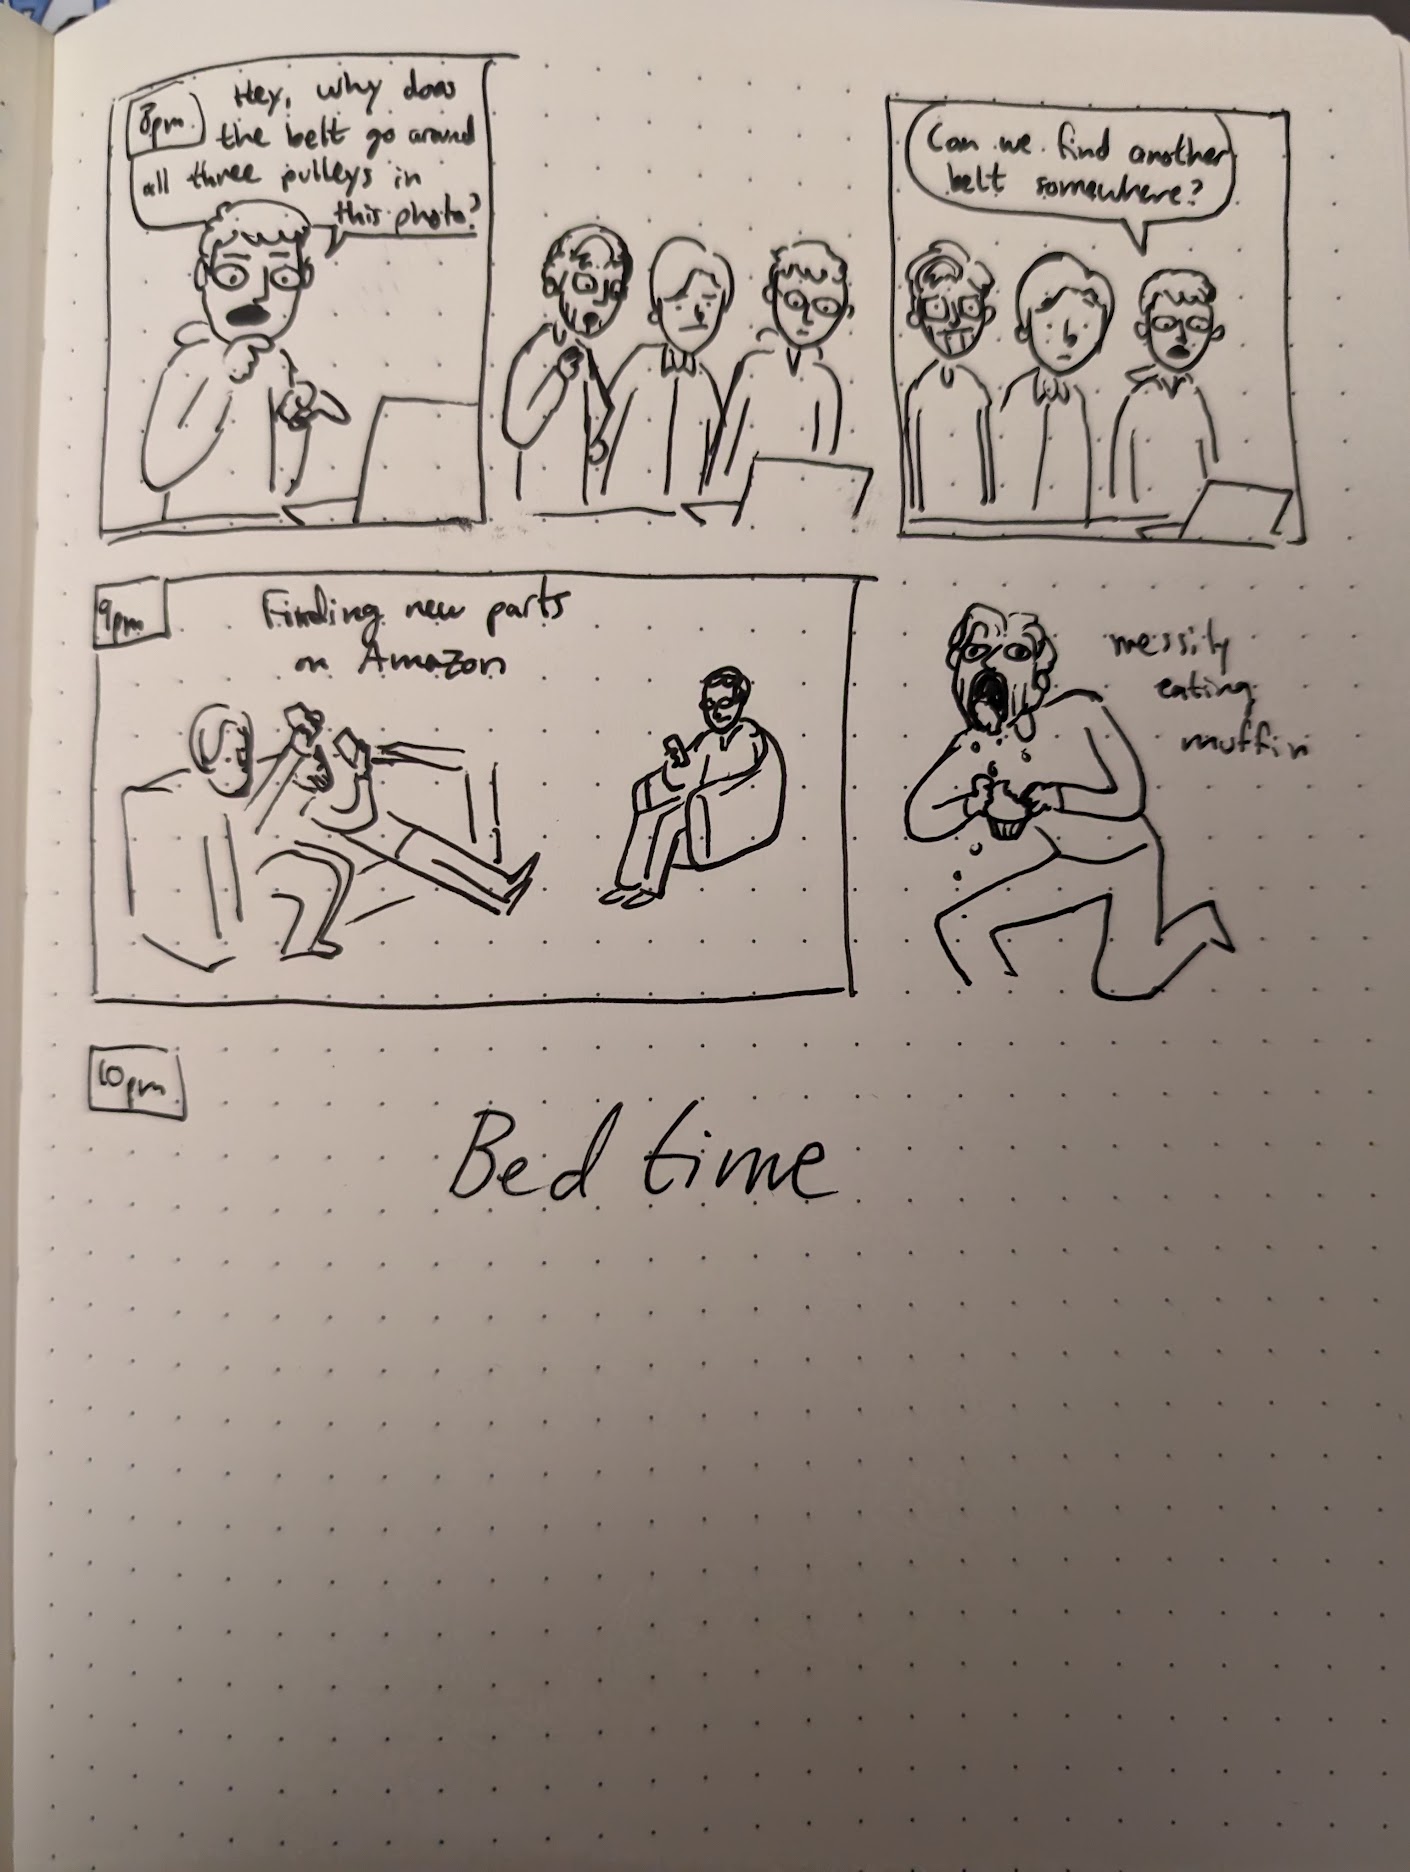 8pm
Hey, why does
the belt go around
all three pulleys in
this photo?
Can we find another
belt somewhere?
9pm
Finding new parts
on Amazon
messily
eating
muffin
10pm
Bed time